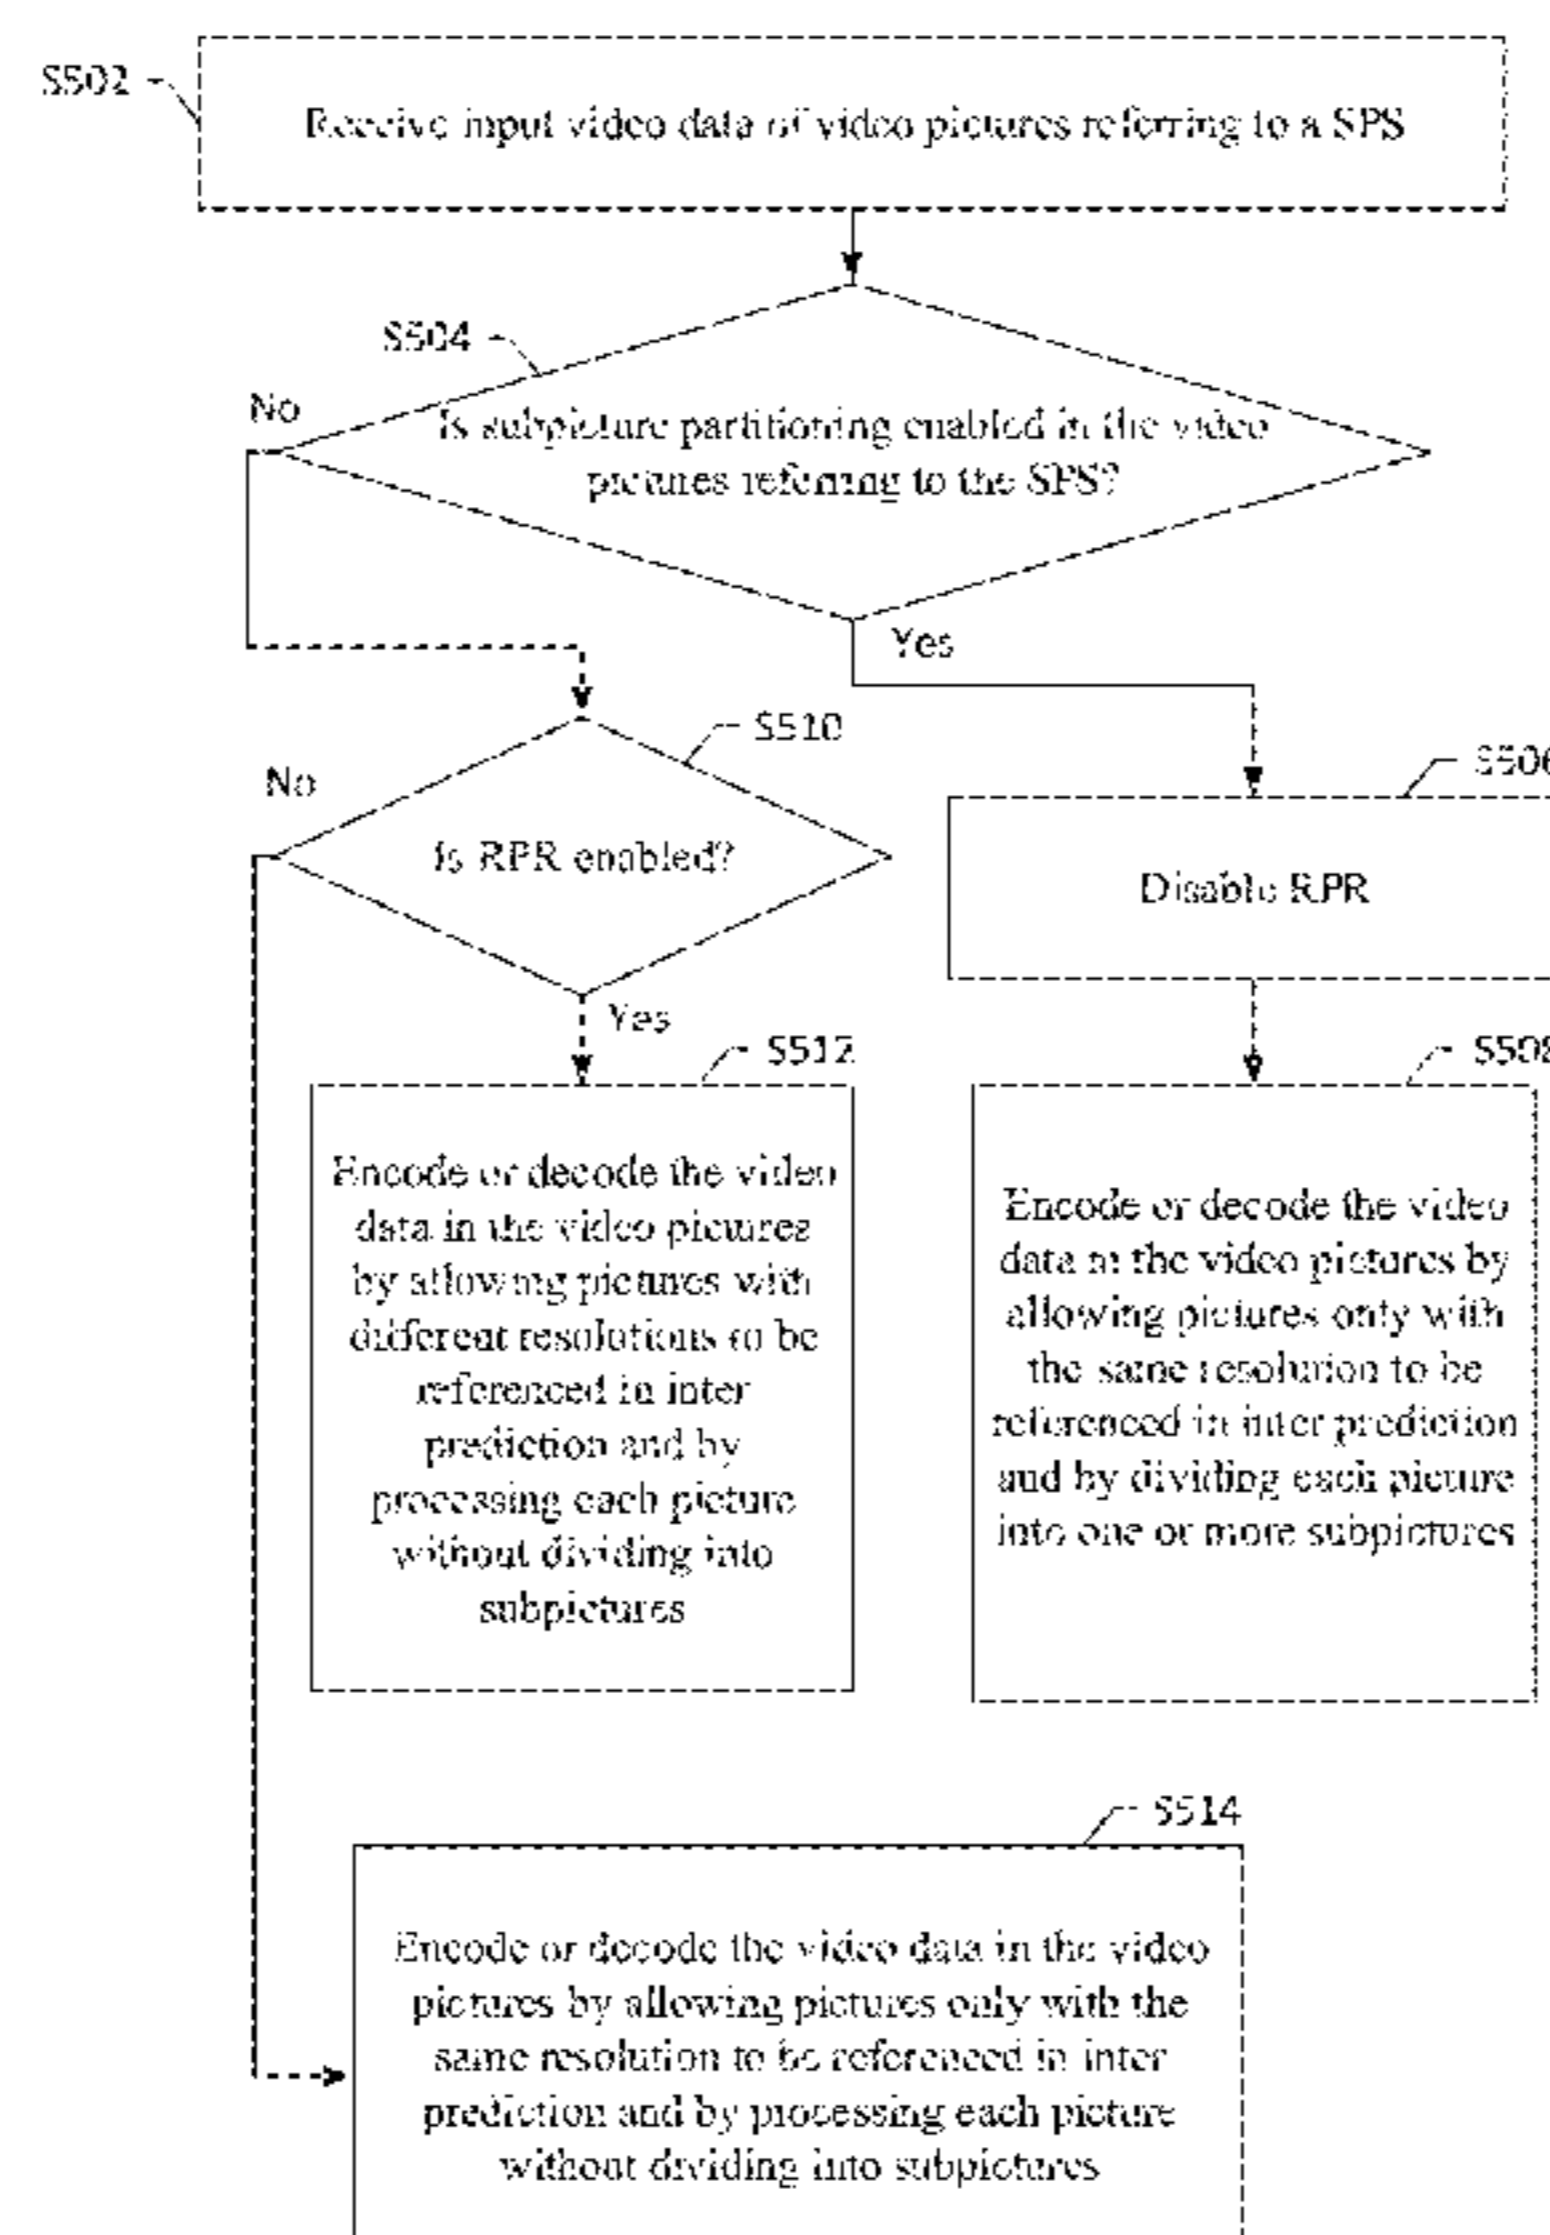 S502
Receive input video data of video pictures referring to a SPS
S504
No
Is subpicture partitioning enabled in the video
pictures referring to the SPS?
Yes
S510
No
S506
Is RPR enabled?
Disable RPR
Yes
S512
S508
Encode or decode the video
data in the video pictures
by allowing pictures with
different resolutions to be
referenced in inter
prediction and by
processing each picture
without dividing into
subpictures
Encode or decode the video
data in the video pictures by
allowing pictures only with
the same resolution to be
referenced in inter prediction
and by dividing each picture
into one or more subpictures
S514
Encode or decode the video data in the video
pictures by allowing pictures only with the
same resolution to be referenced in inter
prediction and by processing each picture
without dividing into subpictures